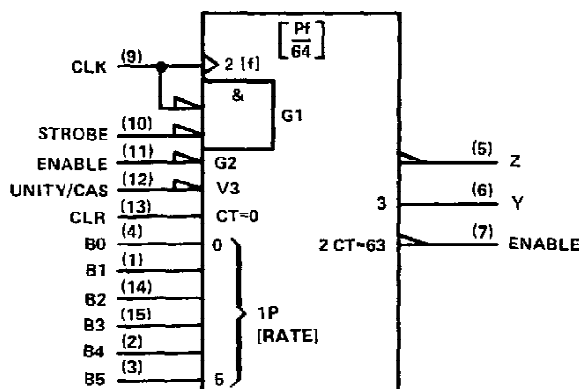 [Pf/64]
CLK (9) 2 [f]
&
G1
STROBE (10)
ENABLE (11) G2 (5) Z
UNITY/CAS (12) V3 (6)
3 Y
CLR (13) CT=0 (7)
B0 (4) 0 2 CT=63 ENABLE
B1 (1)
B2 (14)
B3 (15) 1P
[RATE]
B4 (2)
B5 (3) 5